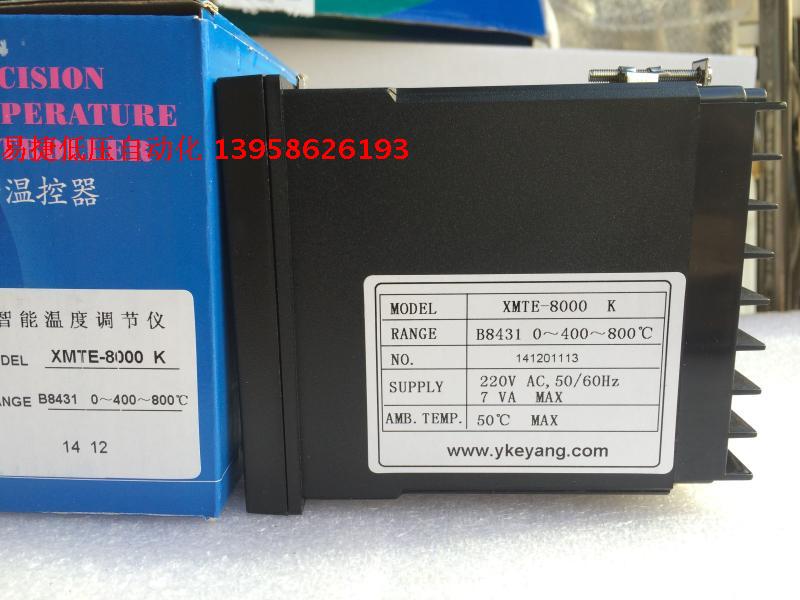 CISION
PERATURE
易捷低压自动化 13958626193
温控器
智能温度调节仪
DEL XMTE-8000 K
ANGE B8431 0～400～800℃
14 12
MODEL XMTE-8000 K
RANGE B8431 0～400～800℃
NO. 141201113
SUPPLY 220V AC,50/60Hz
7 VA MAX
AMB.TEMP. 50℃ MAX
www.ykeyang.com